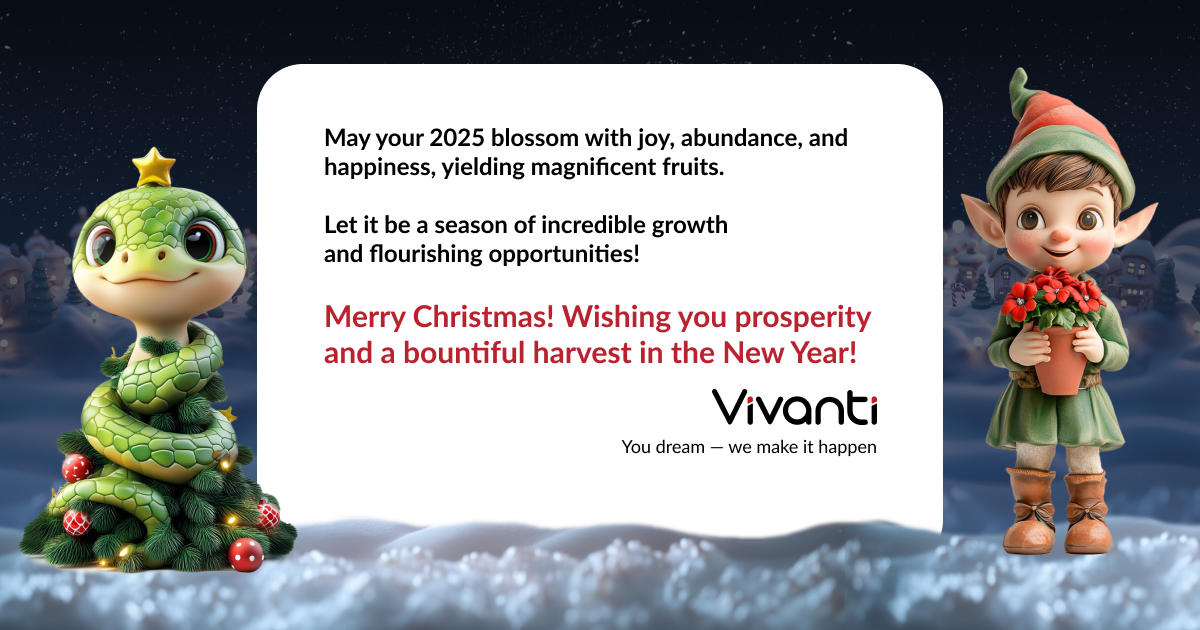 May your 2025 blossom with joy, abundance, and
happiness, yielding magnificent fruits.
Let it be a season of incredible growth
and flourishing opportunities!
Merry Christmas! Wishing you prosperity
and a bountiful harvest in the New Year!
Vivanti
You dream — we make it happen